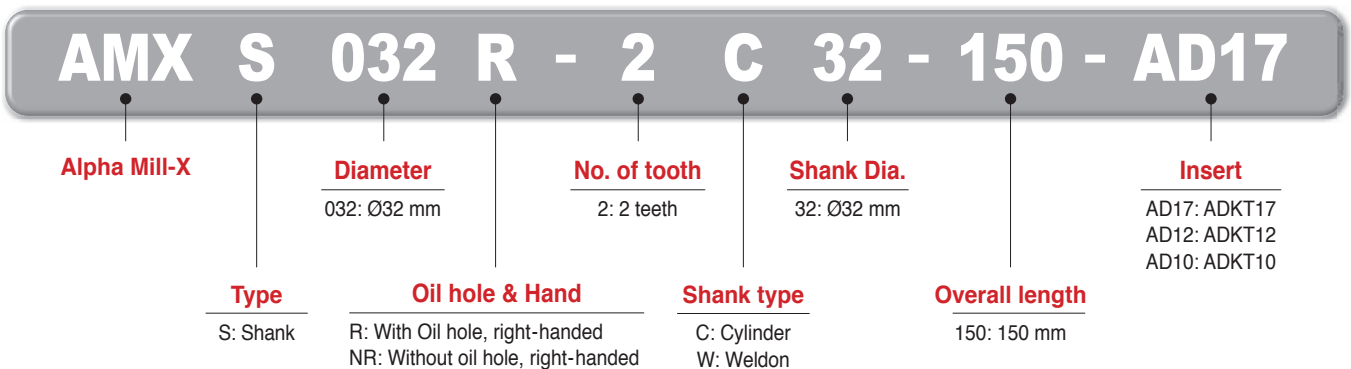 AMX S 032 R - 2 C 32 - 150 - AD17
Alpha Mill-X
Diameter
032: Ø32 mm
No. of tooth
2: 2 teeth
Shank Dia.
32: Ø32 mm
Insert
AD17: ADKT17
AD12: ADKT12
AD10: ADKT10
Type
S: Shank
Oil hole & Hand
R: With Oil hole, right-handed
NR: Without oil hole, right-handed
Shank type
C: Cylinder
W: Weldon
Overall length
150: 150 mm